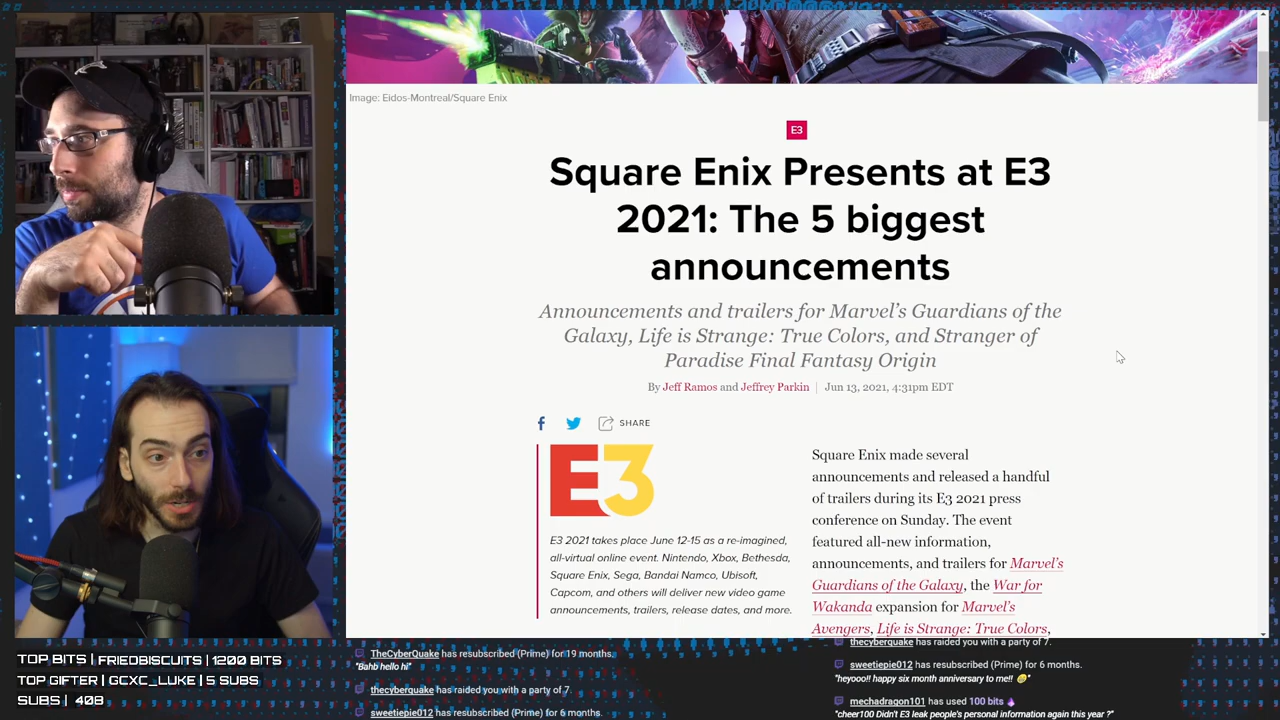 Image: Eidos-Montreal/Square Enix
E3
Square Enix Presents at E3
2021: The 5 biggest
announcements
Announcements and trailers for Marvel's Guardians of the
Galaxy, Life is Strange: True Colors, and Stranger of
Paradise Final Fantasy Origin
By Jeff Ramos and Jeffrey Parkin | Jun 13, 2021, 4:31pm EDT
SHARE
E3
E3 2021 takes place June 12-15 as a re-imagined,
all-virtual online event. Nintendo, Xbox, Bethesda,
Square Enix, Sega, Bandai Namco, Ubisoft,
Capcom, and others will deliver new video game
announcements, trailers, release dates, and more.
Square Enix made several
announcements and released a handful
of trailers during its E3 2021 press
conference on Sunday. The event
featured all-new information,
announcements, and trailers for Marvel's
Guardians of the Galaxy, the War for
Wakanda expansion for Marvel's
Avengers, Life is Strange: True Colors,
TOP BITS | FRIEDBISCUITS | 1200 BITS
TOP GIFTER | GCXC_LUKE | 5 SUBS
SUBS | 408
TheCyberQuake has resubscribed (Prime) for 19 months.
"Bahb hello hi"
thecyberquake has raided you with a party of 7.
sweetiepie012 has resubscribed (Prime) for 6 months.
thecyberquake has raided you with a party of 7.
sweetiepie012 has resubscribed (Prime) for 6 months.
"heyooo!! happy six month anniversary to me!! 🤣"
mechadragon101 has used 100 bits
"cheer100 Didn't E3 leak people's personal information again this year ?"